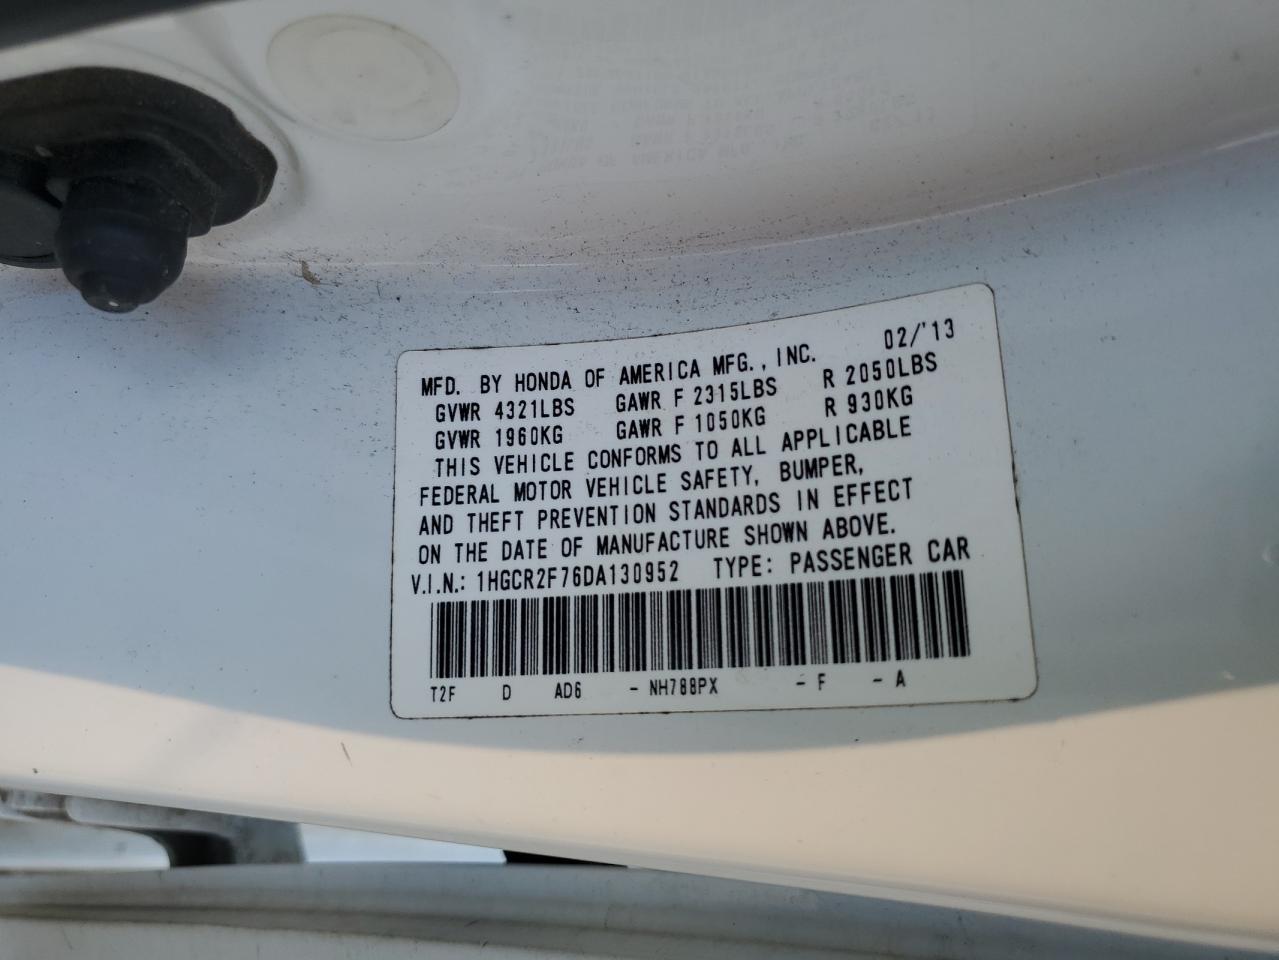 MFD. BY HONDA OF AMERICA MFG., INC. 02/'13
GVWR 4321LBS GAWR F 2315LBS R 2050LBS
GVWR 1960KG GAWR F 1050KG R 930KG
THIS VEHICLE CONFORMS TO ALL APPLICABLE
FEDERAL MOTOR VEHICLE SAFETY, BUMPER,
AND THEFT PREVENTION STANDARDS IN EFFECT
ON THE DATE OF MANUFACTURE SHOWN ABOVE.
V.I.N.: 1HGCR2F76DA130952 TYPE: PASSENGER CAR
T2F D AD6 - NH788PX - F - A